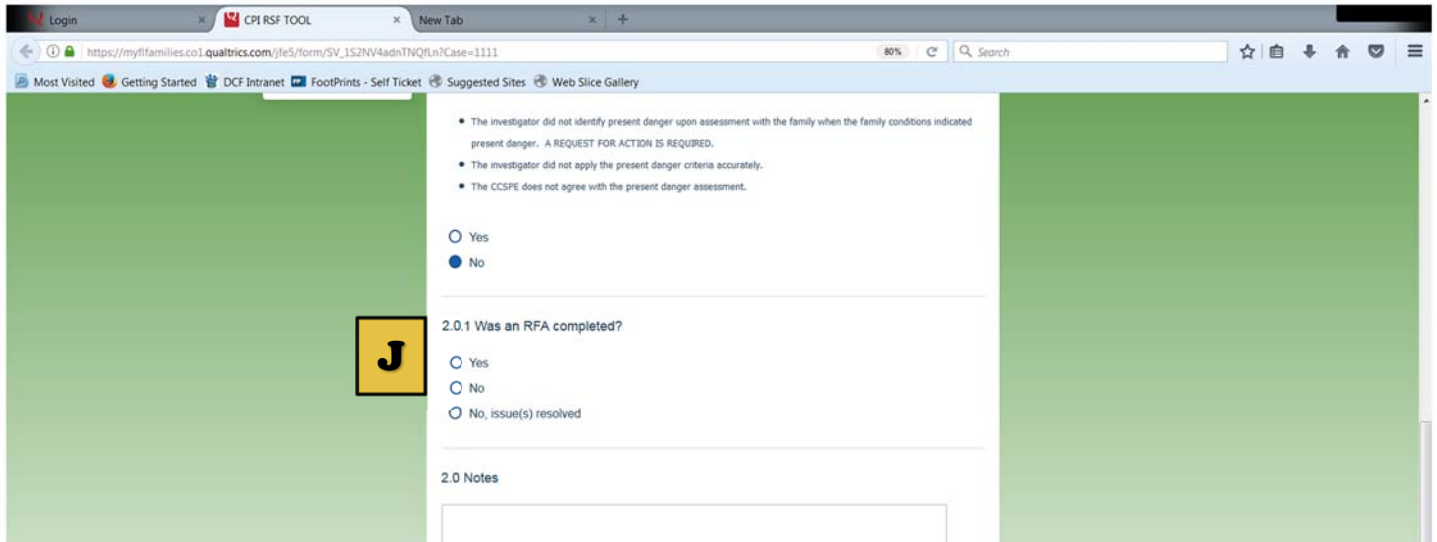 Login
CPI RSF TOOL
New Tab
https://myflfamilies.co1.qualtrics.com/jfe5/form/SV_1S2NV4adnTNQfLn?Case=1111
80%
Search
Most Visited Getting Started DCF Intranet FootPrints - Self Ticket Suggested Sites Web Slice Gallery
• The investigator did not identify present danger upon assessment with the family when the family conditions indicated
present danger. A REQUEST FOR ACTION IS REQUIRED.
• The investigator did not apply the present danger criteria accurately.
• The CCSPE does not agree with the present danger assessment.
Yes
No
2.0.1 Was an RFA completed?
J
Yes
No
No, issue(s) resolved
2.0 Notes